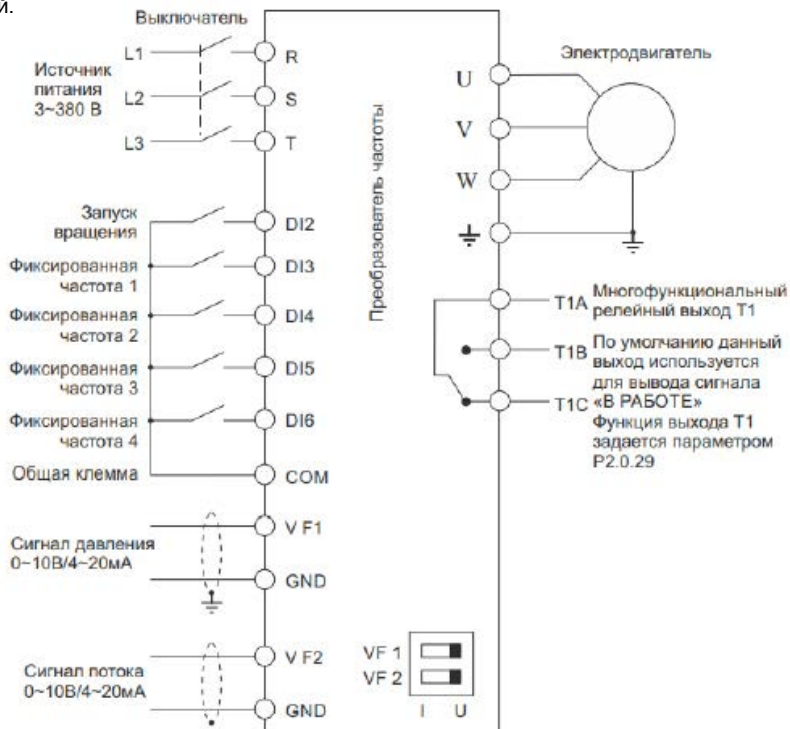 й.
Выключатель
L1
R
Источник
питания
3~380 В
L2
S
L3
T
Преобразователь частоты
Электродвигатель
U
V
W
Запуск
вращения
DI2
Фиксированная
частота 1
DI3
Фиксированная
частота 2
DI4
Фиксированная
частота 3
DI5
Фиксированная
частота 4
DI6
Общая клемма
COM
T1A
Многофункциональный
релейный выход T1
T1B
По умолчанию данный
выход используется
для вывода сигнала
T1C
«В РАБОТЕ»
Функция выхода T1
задается параметром
P2.0.29
Сигнал давления
0~10В/4~20мА
V F1
GND
Сигнал потока
0~10В/4~20мА
V F2
GND
VF 1
VF 2
I U